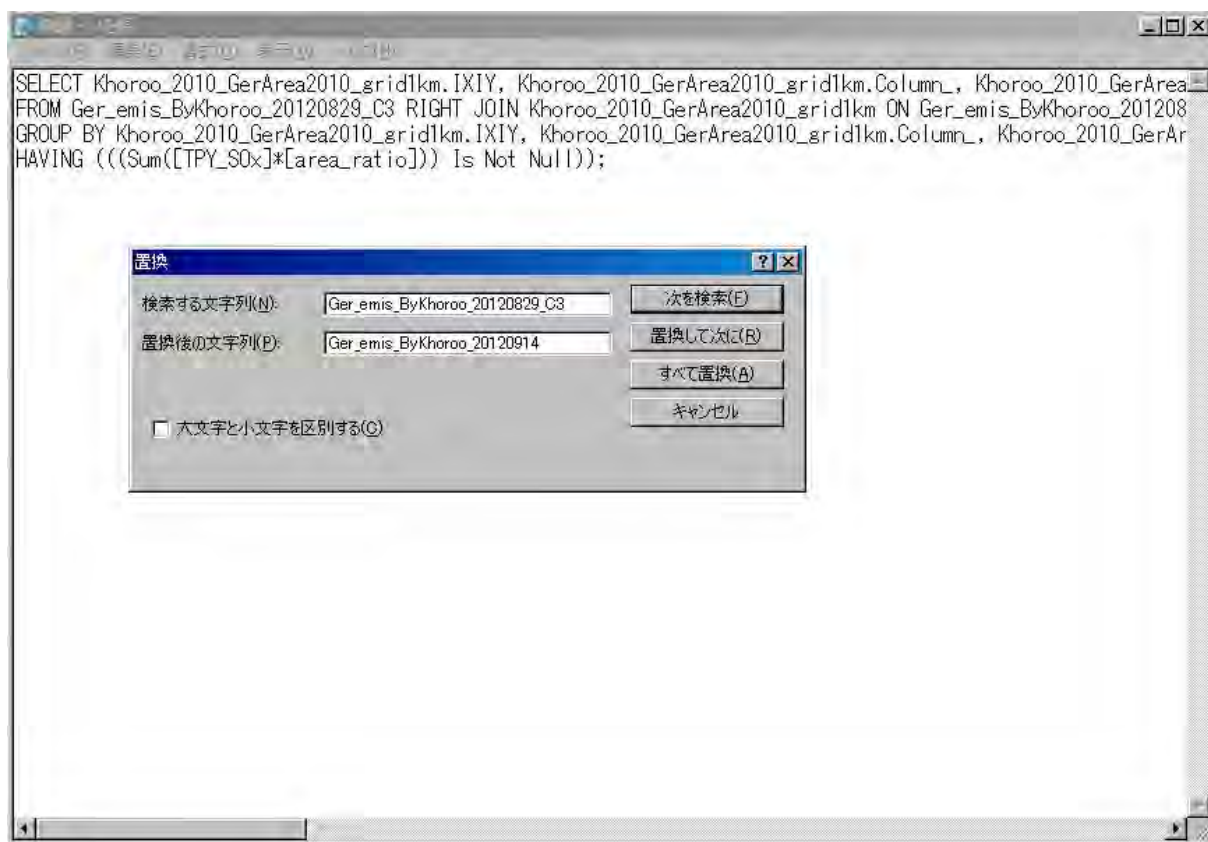 SELECT Khoroo_2010_GerArea2010_grid1km.IXIY, Khoroo_2010_GerArea2010_grid1km.Column_, Khoroo_2010_GerArea
FROM Ger_emis_ByKhoroo_20120829_C3 RIGHT JOIN Khoroo_2010_GerArea2010_grid1km ON Ger_emis_ByKhoroo_201208
GROUP BY Khoroo_2010_GerArea2010_grid1km.IXIY, Khoroo_2010_GerArea2010_grid1km.Column_, Khoroo_2010_GerAr
HAVING (((Sum([TPY_SOx]*[area_ratio])) Is Not Null));
置換
検索する文字列(N):
Ger_emis_ByKhoroo_20120829_C3
次を検索(F)
置換後の文字列(P):
Ger_emis_ByKhoroo_20120914
置換して次に(R)
すべて置換(A)
キャンセル
大文字と小文字を区別する(C)